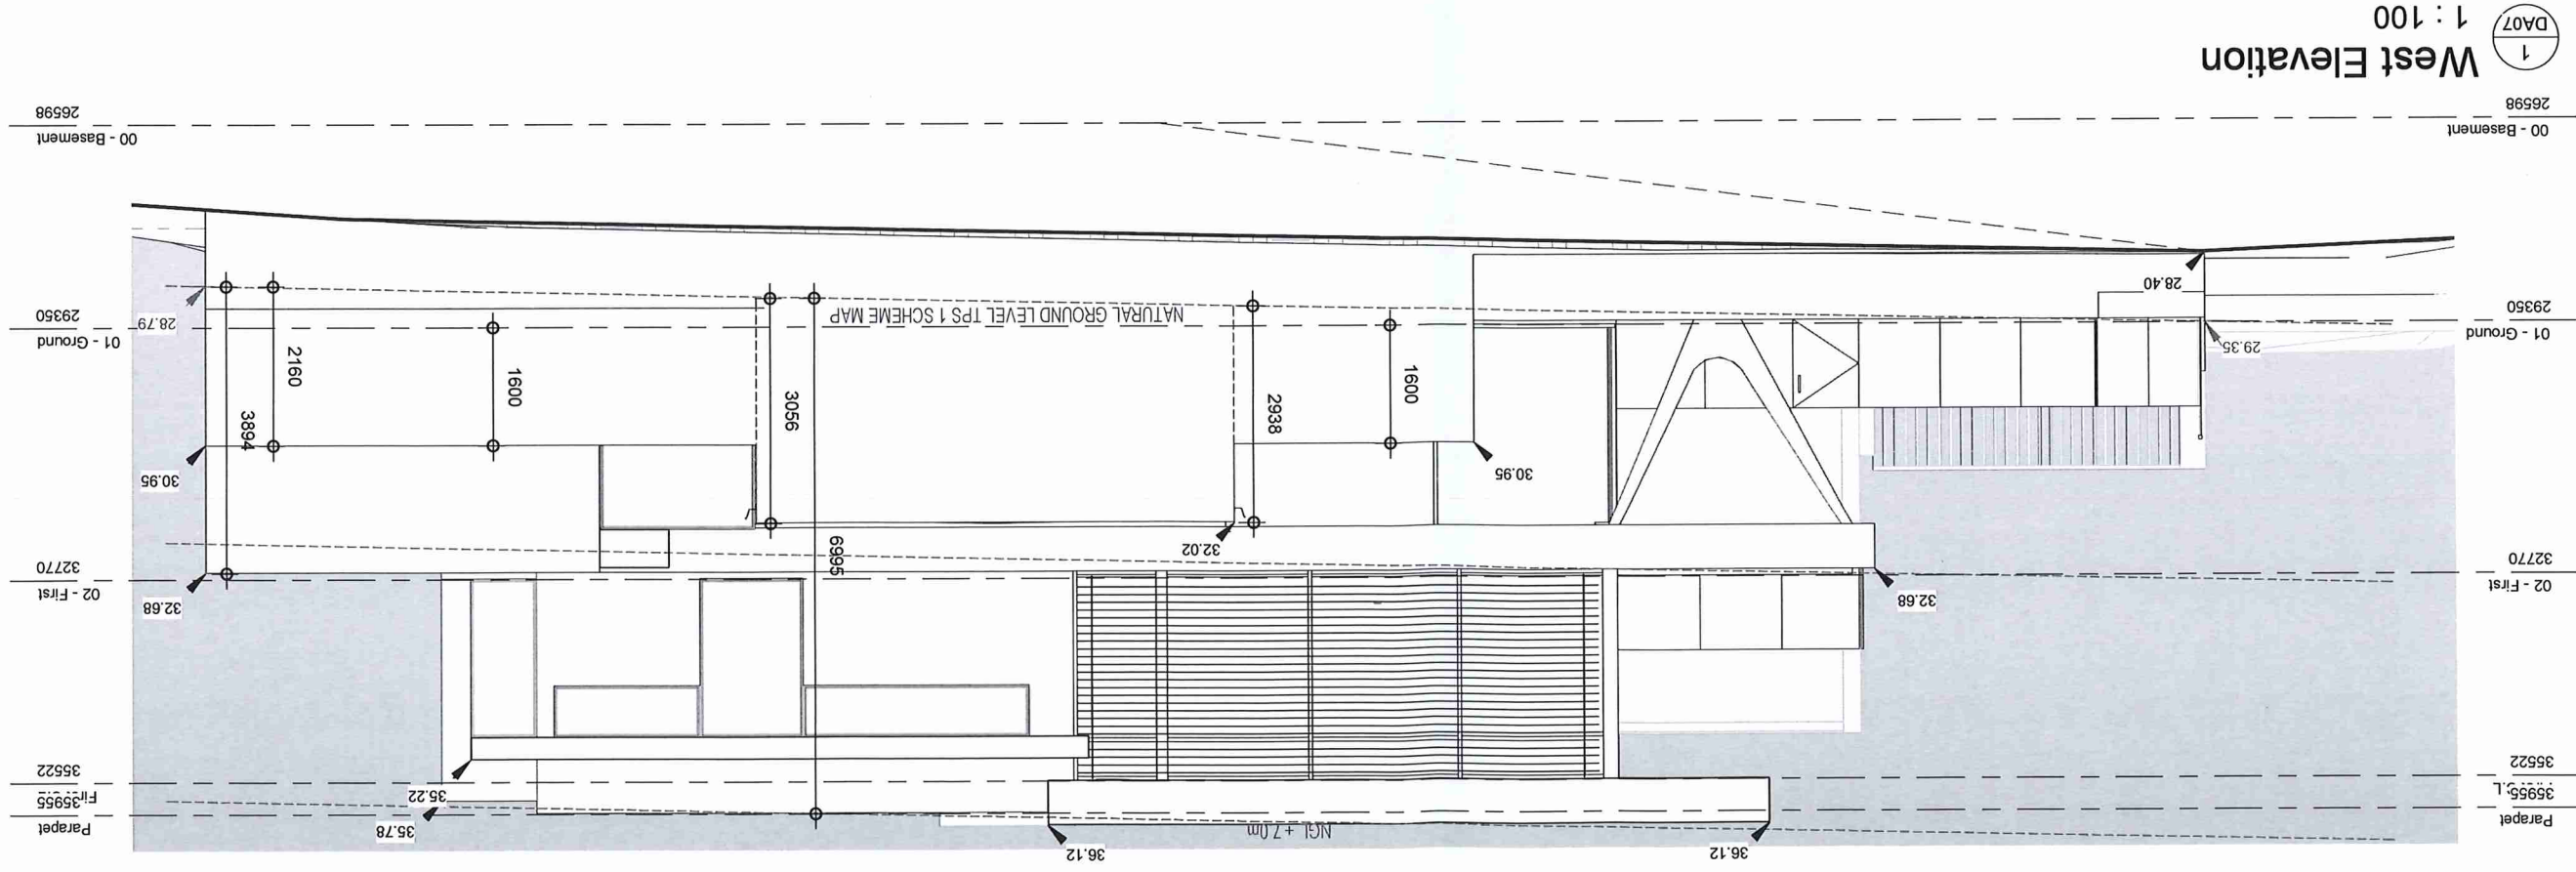 36.12
36.12
Parapet
35955
35522
NGL + 7.0m
35.78
35.22
Parapet
35955
35522
02 - First
32770
32.68
32.68
02 - First
32770
6995
32.02
30.95
30.95
3894
2160
1600
3056
2938
1600
29.35
01 - Ground
29350
28.40
NATURAL GROUND LEVEL TPS 1 SCHEME MAP
28.79
01 - Ground
29350
00 - Basement
26598
00 - Basement
26598
1
DA07
West Elevation
1 : 100